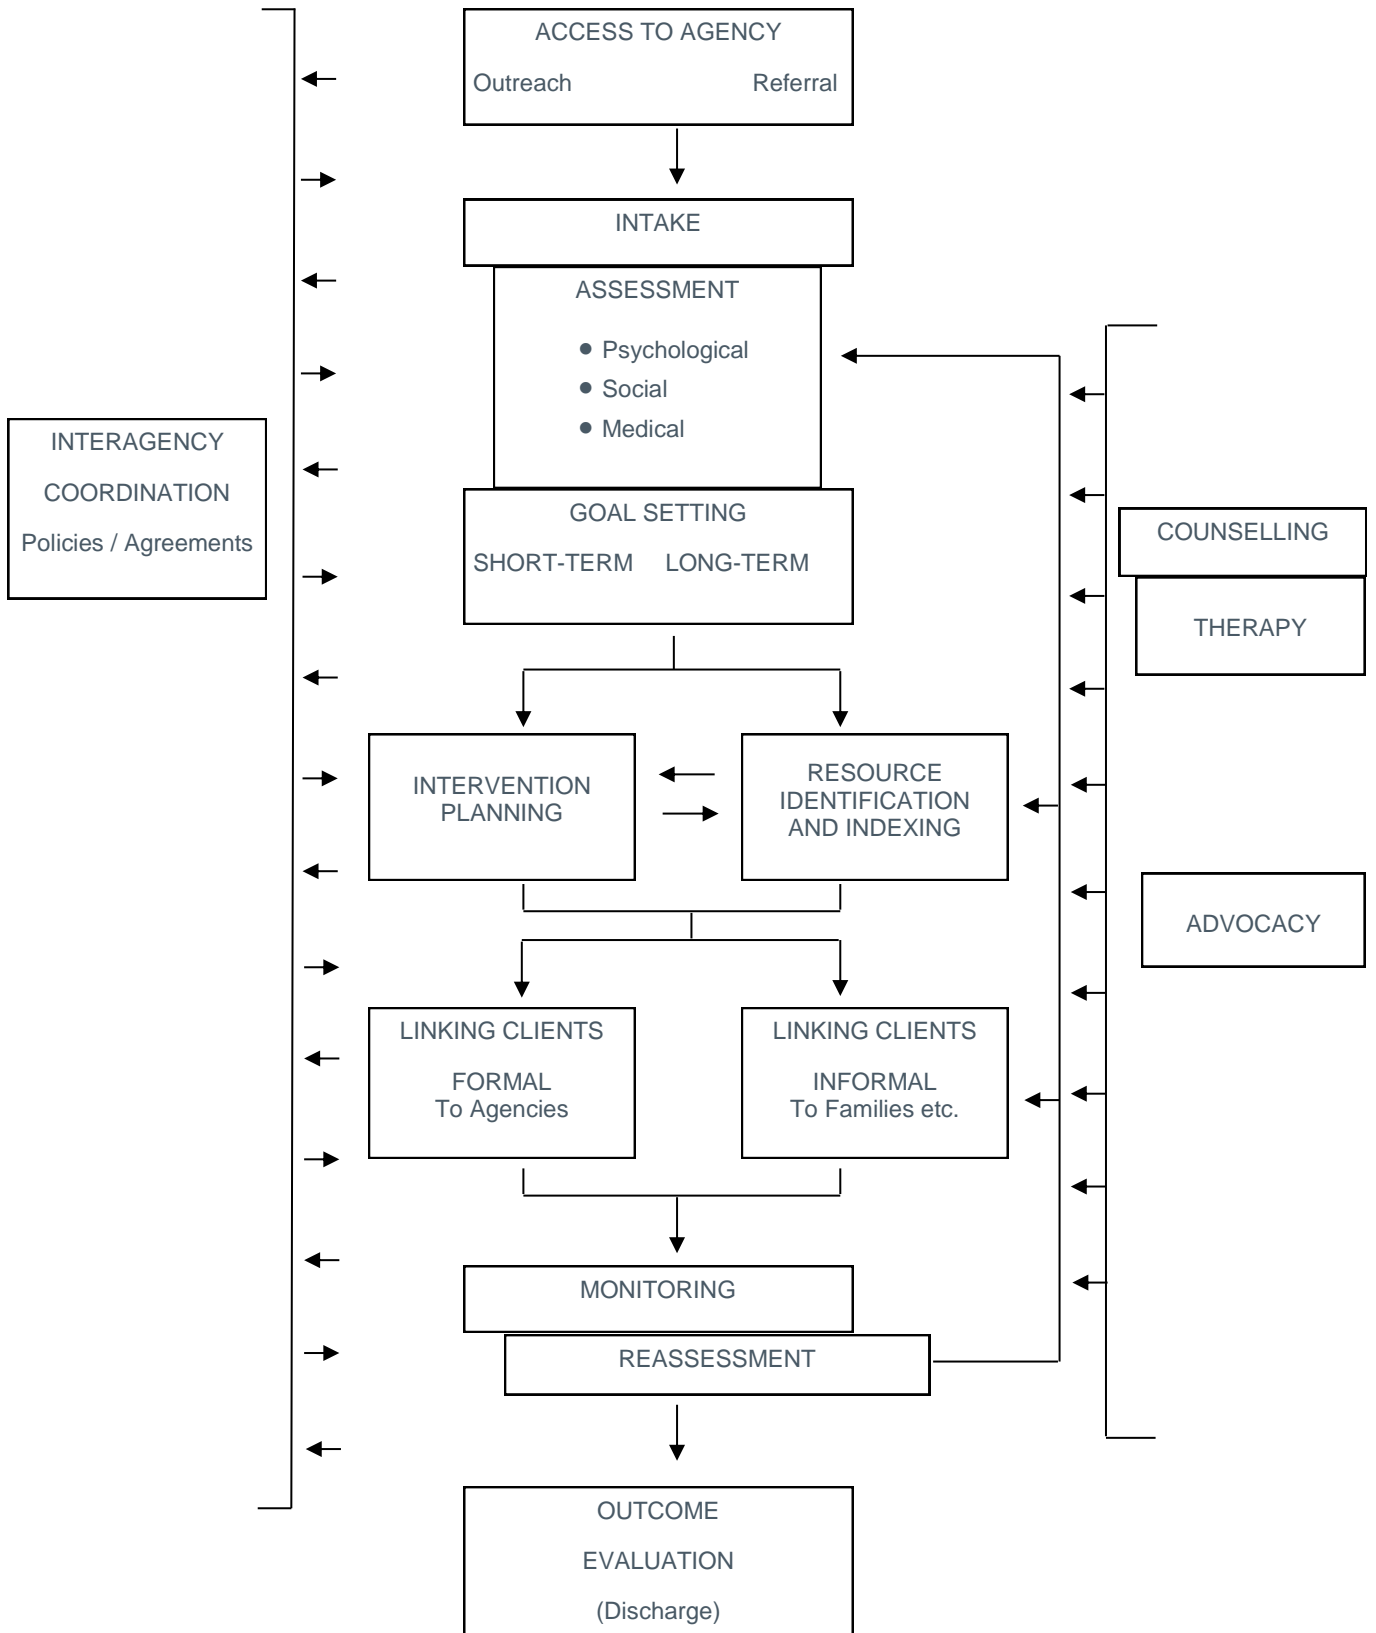 ACCESS TO AGENCY
Outreach Referral
INTAKE
ASSESSMENT
• Psychological
• Social
• Medical
INTERAGENCY
COORDINATION
Policies / Agreements
GOAL SETTING
SHORT-TERM LONG-TERM
COUNSELLING
THERAPY
INTERVENTION
PLANNING
RESOURCE
IDENTIFICATION
AND INDEXING
ADVOCACY
LINKING CLIENTS
FORMAL
To Agencies
LINKING CLIENTS
INFORMAL
To Families etc.
MONITORING
REASSESSMENT
OUTCOME
EVALUATION
(Discharge)